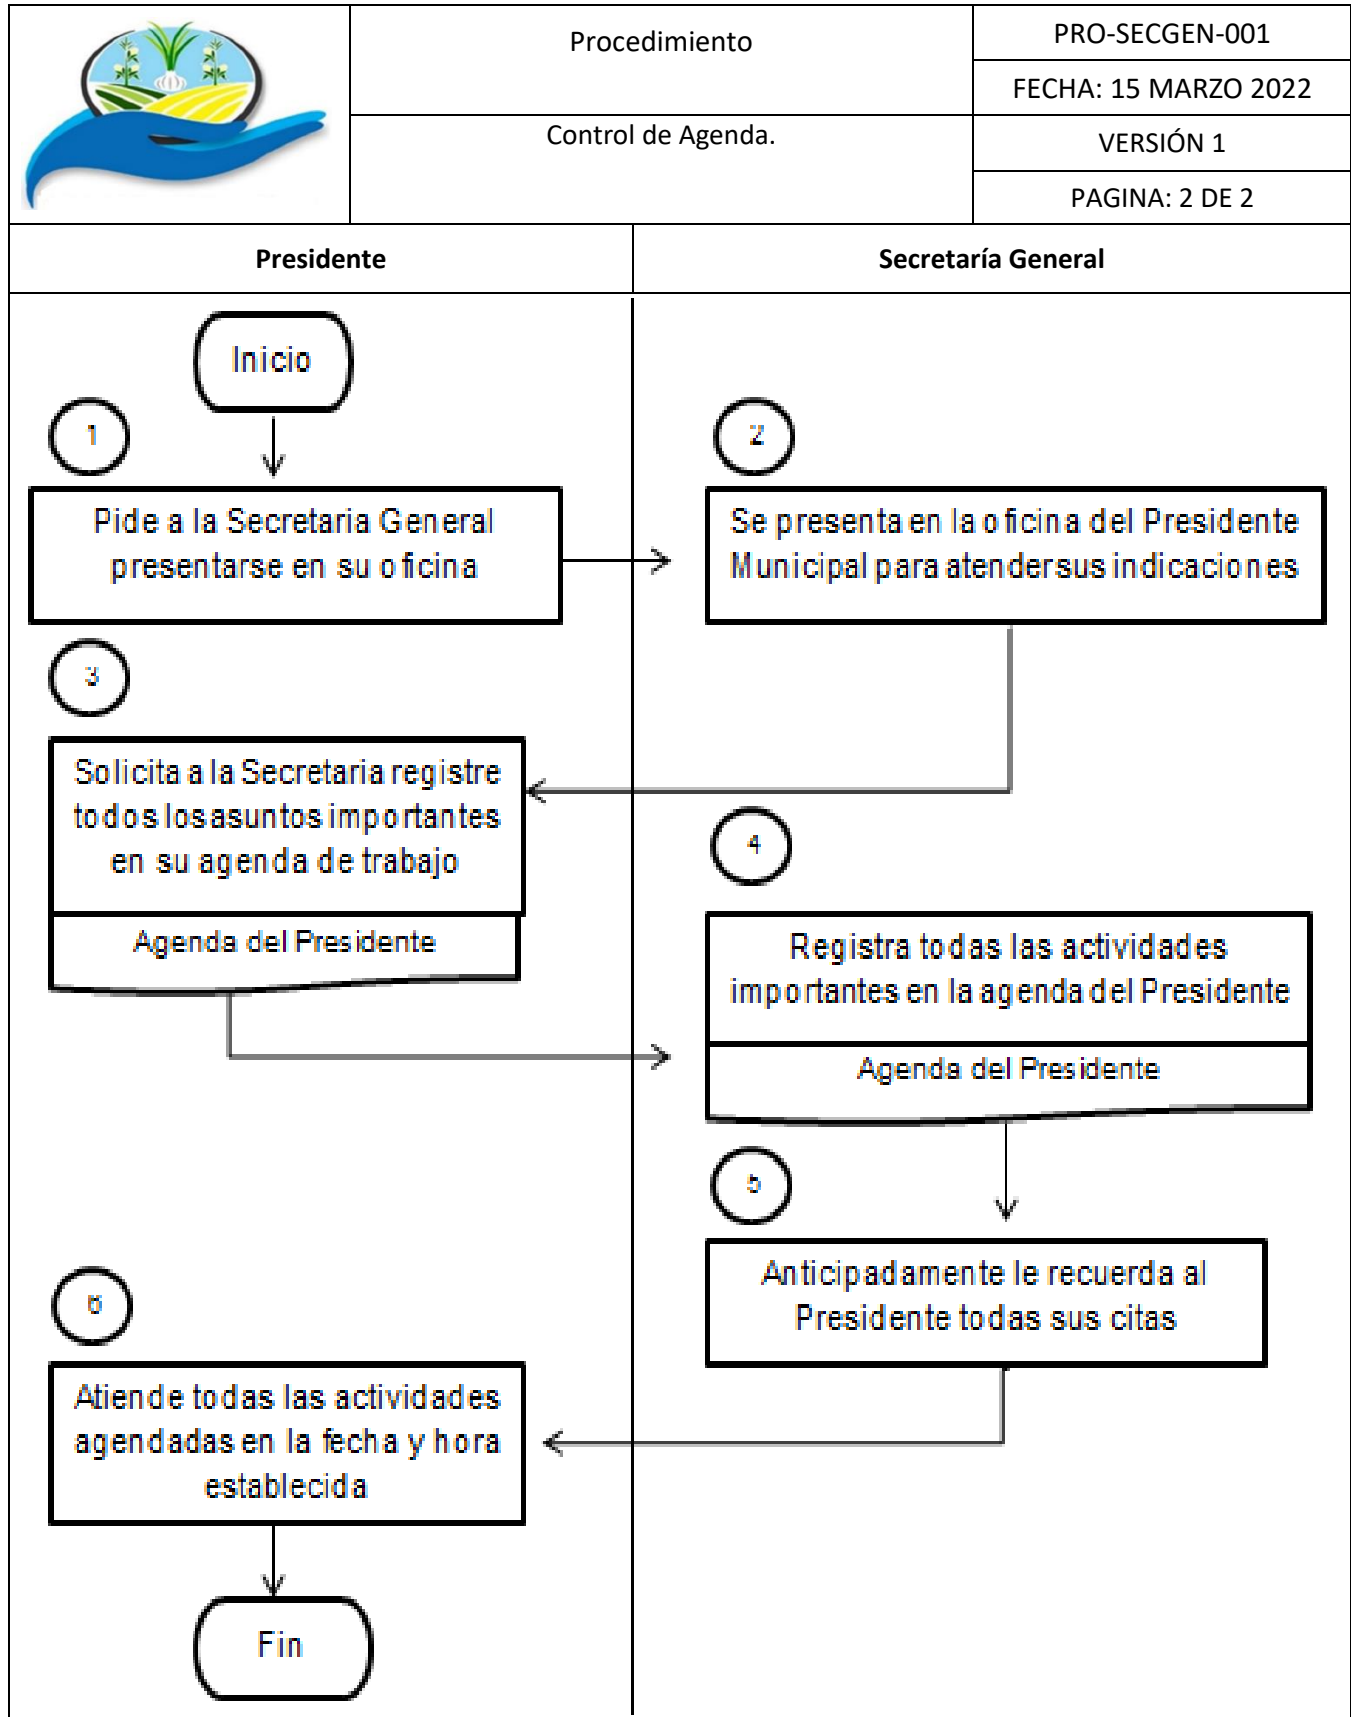 Procedimiento
PRO-SECGEN-001
FECHA: 15 MARZO 2022
Control de Agenda.
VERSIÓN 1
PAGINA: 2 DE 2
Presidente
Secretaría General
Inicio
1
2
Pide a la Secretaria General
presentarse en su oficina
Se presenta en la oficina del Presidente
Municipal para atender sus indicaciones
3
Solicita a la Secretaria registre
todos los asuntos importantes
en su agenda de trabajo
Agenda del Presidente
4
Registra todas las actividades
importantes en la agenda del Presidente
Agenda del Presidente
5
Anticipadamente le recuerda al
Presidente todas sus citas
6
Atiende todas las actividades
agendadas en la fecha y hora
establecida
Fin